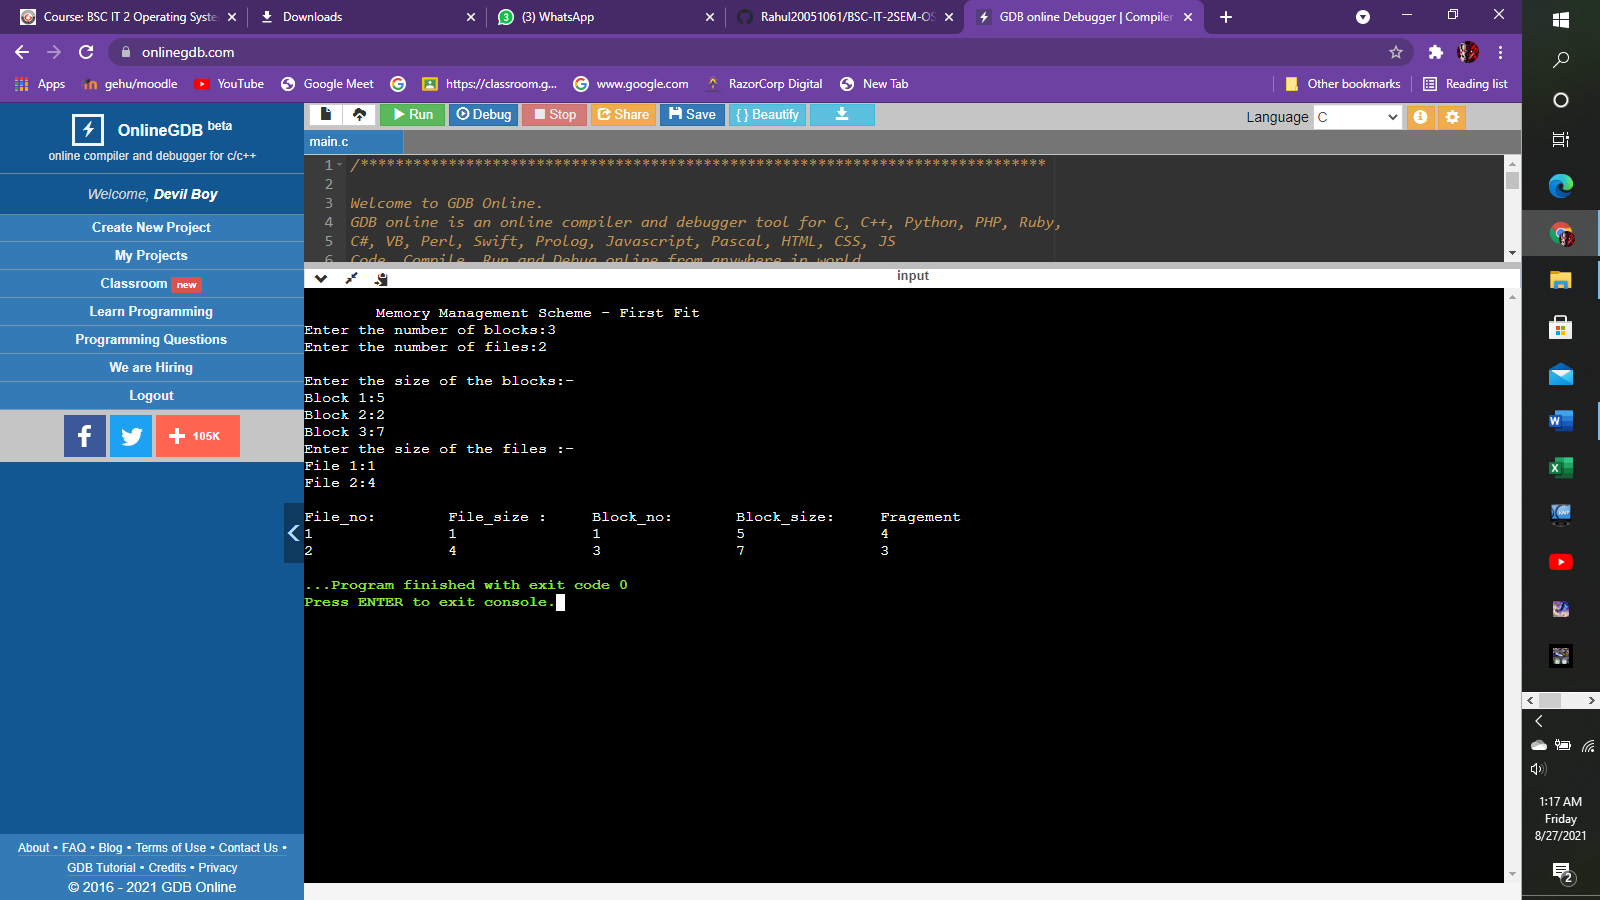 Course: BSC IT 2 Operating Syste
Downloads
(3) WhatsApp
Rahul20051061/BSC-IT-2SEM-OS
GDB online Debugger | Compiler
onlinegdb.com
Apps
gehu/moodle
YouTube
Google Meet
https://classroom.g...
www.google.com
RazorCorp Digital
New Tab
Other bookmarks
Reading list
OnlineGDB beta
online compiler and debugger for c/c++
Welcome, Devil Boy
Create New Project
My Projects
Classroom new
Learn Programming
Programming Questions
We are Hiring
Logout
105K
About • FAQ • Blog • Terms of Use • Contact Us •
GDB Tutorial • Credits • Privacy
© 2016 - 2021 GDB Online
Run
Debug
Stop
Share
Save
{ } Beautify
Language C
main.c
1 /******************************************************************************
2
3 Welcome to GDB Online.
4 GDB online is an online compiler and debugger tool for C, C++, Python, PHP, Ruby,
5 C#, VB, Perl, Swift, Prolog, Javascript, Pascal, HTML, CSS, JS
6 Code, Compile, Run and Debug online from anywhere in world.
input
Memory Management Scheme - First Fit
Enter the number of blocks:3
Enter the number of files:2
Enter the size of the blocks:-
Block 1:5
Block 2:2
Block 3:7
Enter the size of the files :-
File 1:1
File 2:4
File_no: File_size : Block_no: Block_size: Fragement
1 1 1 5 4
2 4 3 7 3
...Program finished with exit code 0
Press ENTER to exit console.
1:17 AM
Friday
8/27/2021
2